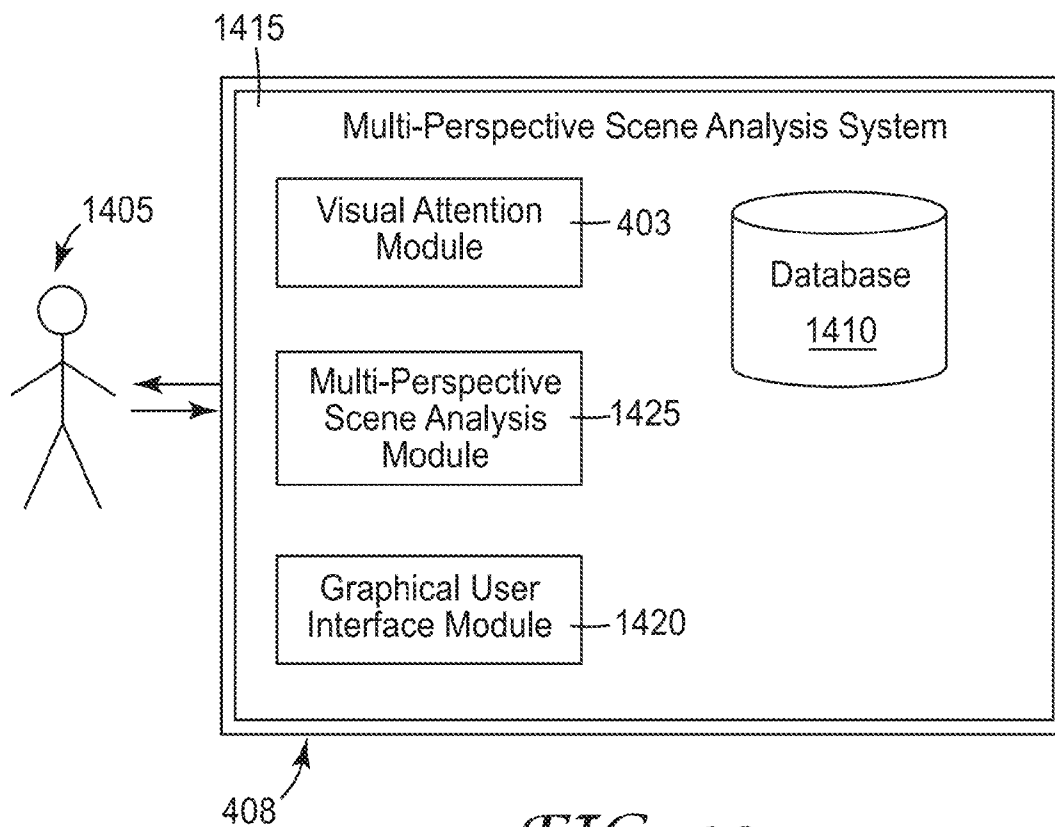 1415
Multi-Perspective Scene Analysis System
1405
Visual Attention
Module
403
Database
1410
Multi-Perspective
Scene Analysis
Module
1425
Graphical User
Interface Module
1420
408
FIG.